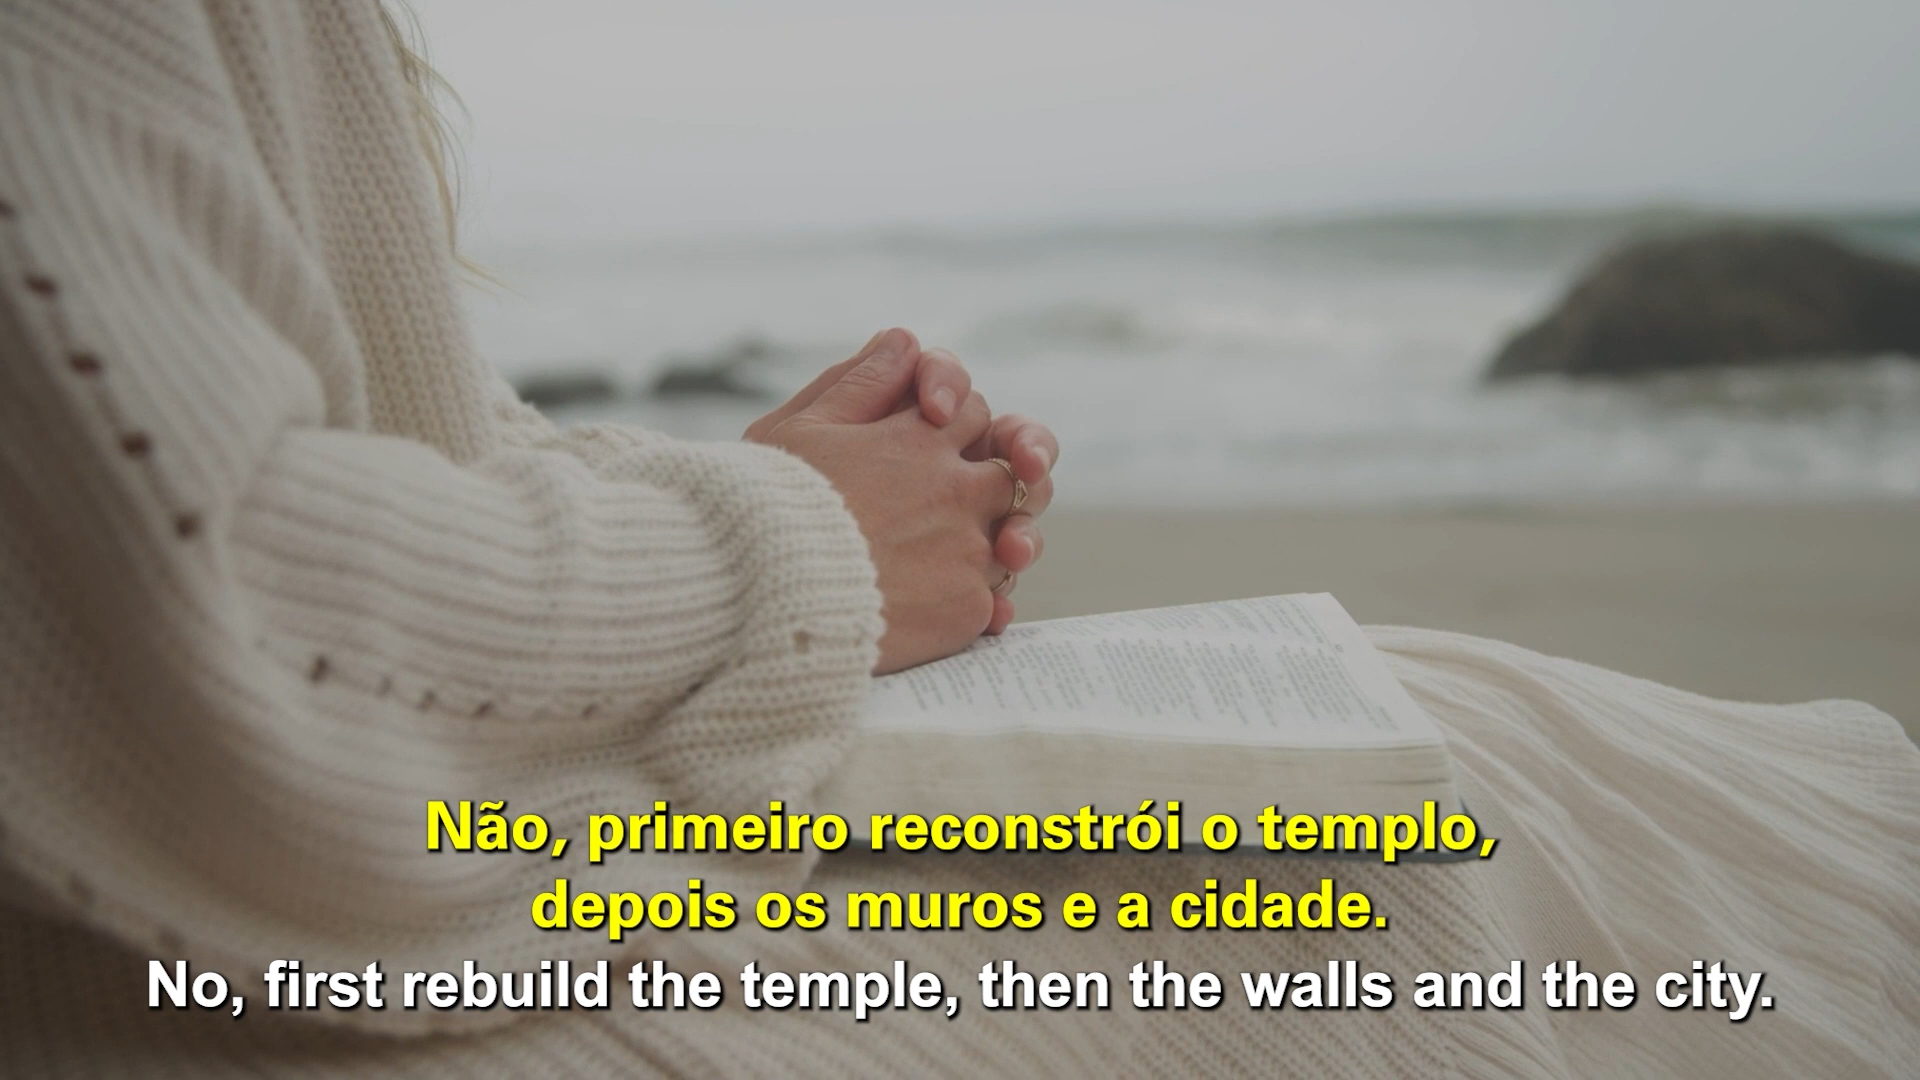 Não, primeiro reconstrói o templo,
depois os muros e a cidade.
No, first rebuild the temple, then the walls and the city.